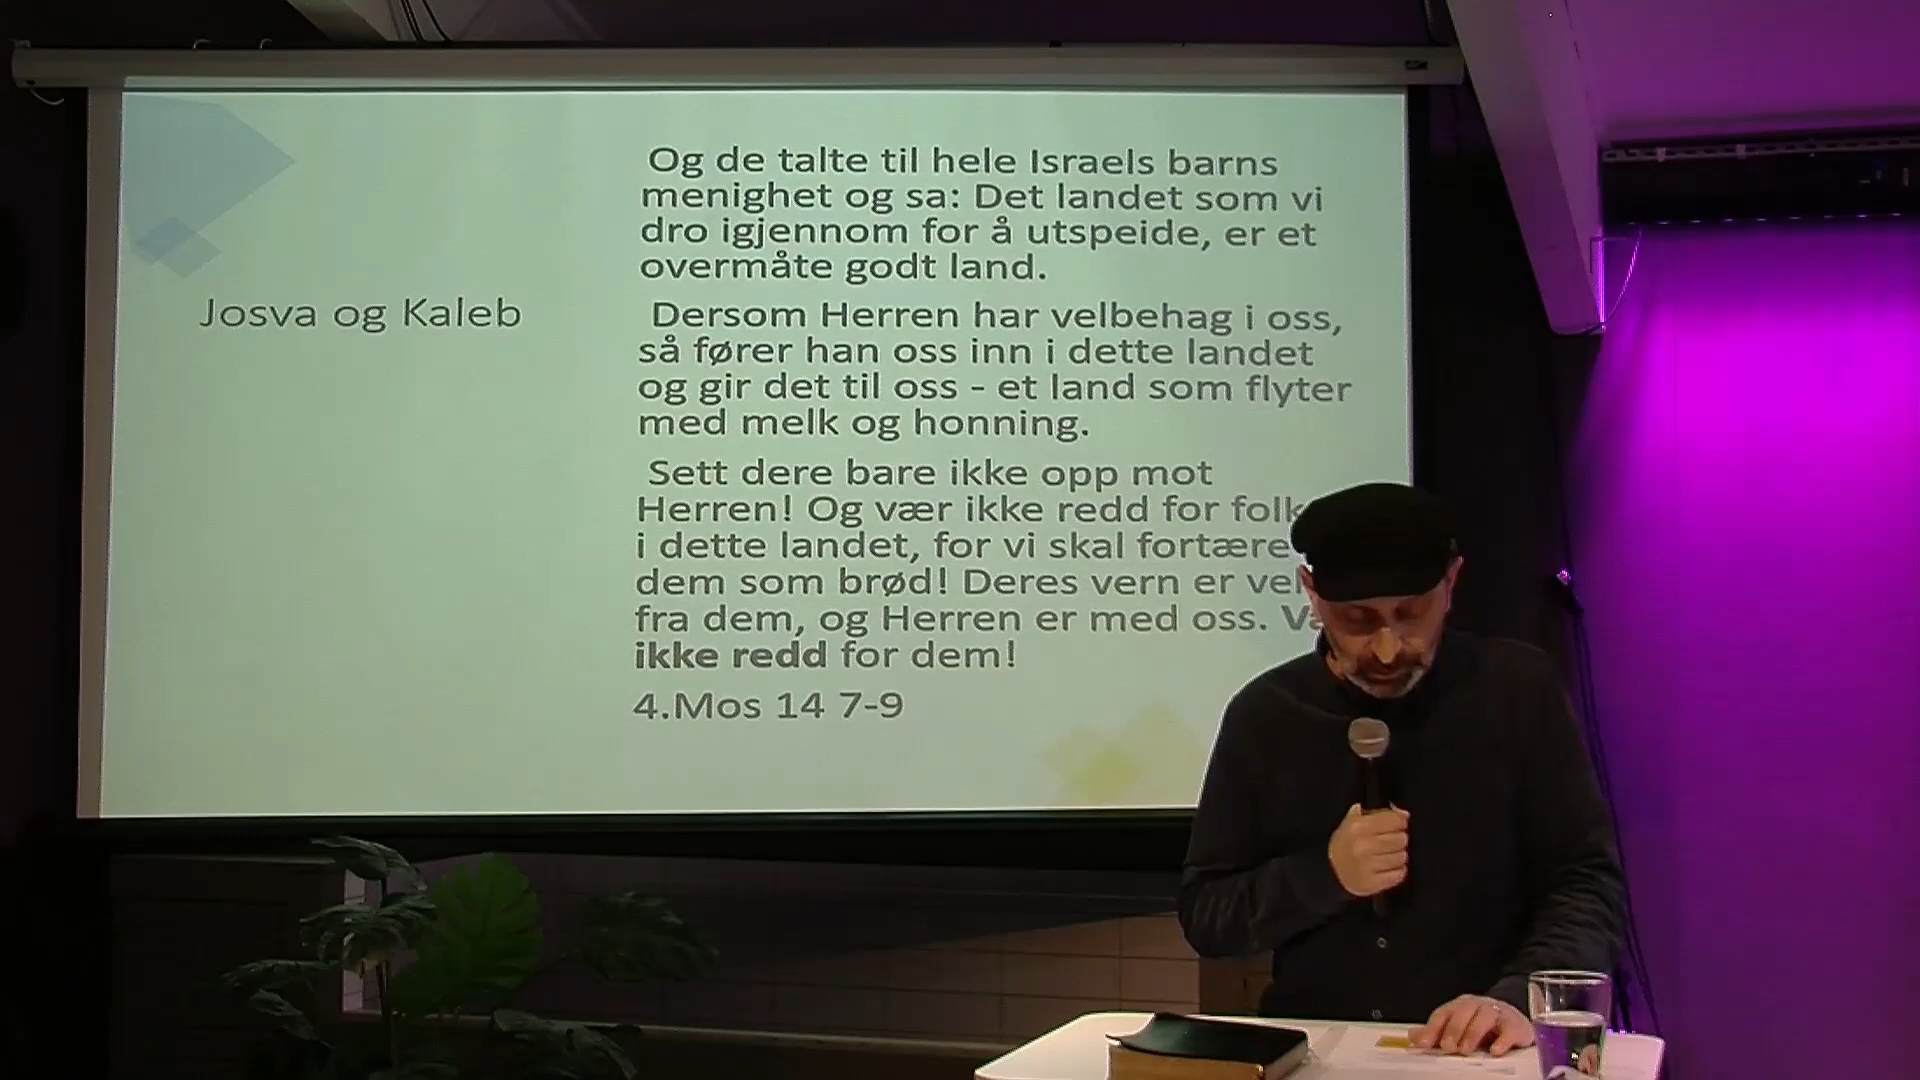 Josva og Kaleb
Og de talte til hele Israels barns
menighet og sa: Det landet som vi
dro igjennom for å utspeide, er et
overmåte godt land.
Dersom Herren har velbehag i oss,
så fører han oss inn i dette landet
og gir det til oss - et land som flyter
med melk og honning.
Sett dere bare ikke opp mot
Herren! Og vær ikke redd for
i dette landet, for vi skal fortære
dem som brød! Deres vern er
fra dem, og Herren er med oss.
ikke redd for dem!
4.Mos 14 7-9